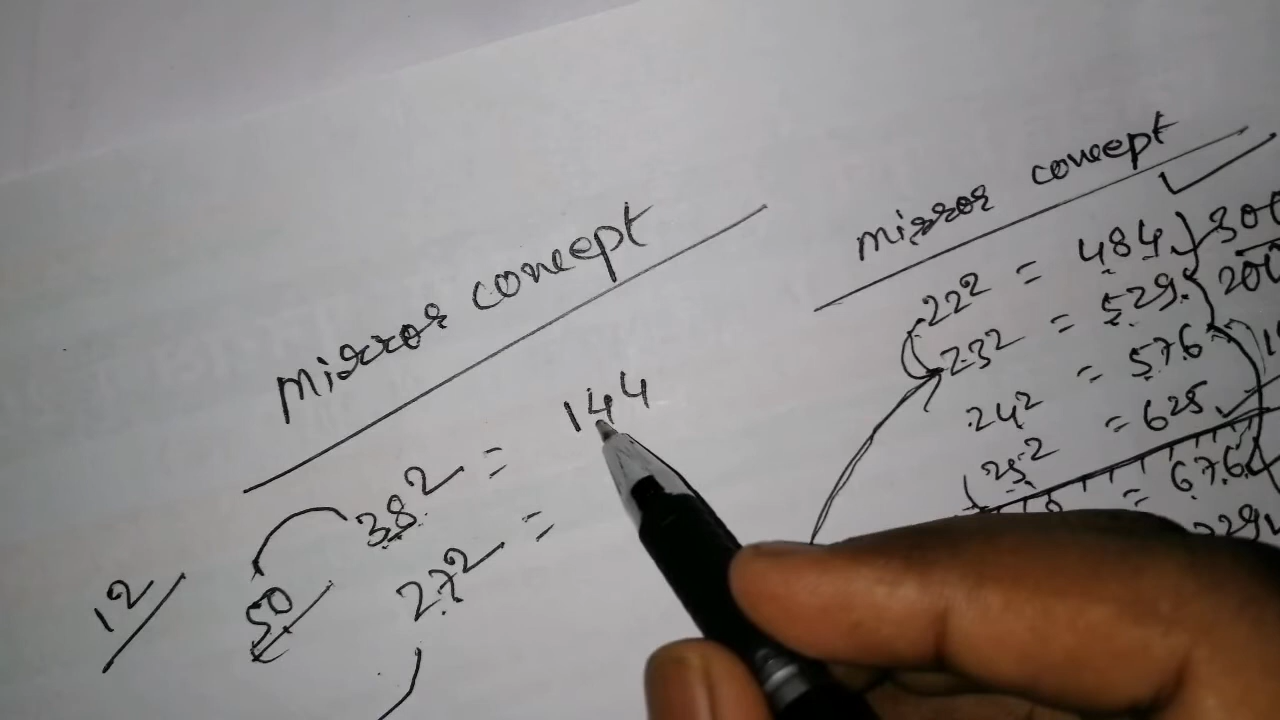 mirror concept
38² = 144
27² =
50
12
mirror concept
22² = 484
23² = 529
24² = 576
25² = 625
= 676